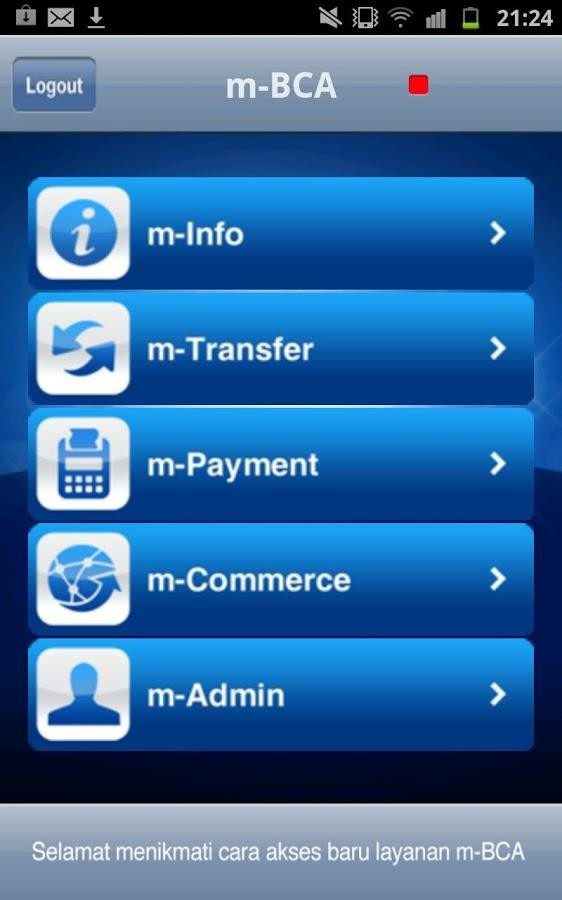 21:24
Logout
m-BCA
m-Info
m-Transfer
m-Payment
m-Commerce
m-Admin
Selamat menikmati cara akses baru layanan m-BCA